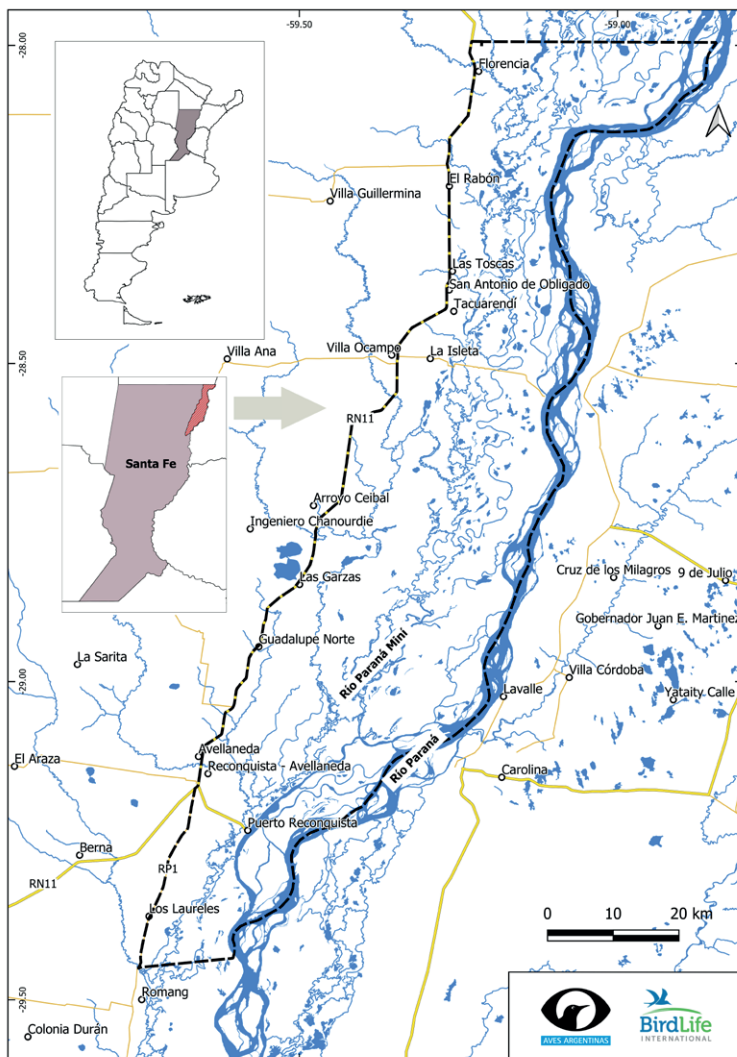 -59.50
-59.00
-28.00
Florencia
El Rabón
Villa Guillermina
Las Toscas
San Antonio de Obligado
Tacuarendí
Villa Ocampo
La Isleta
Villa Ana
-28.50
RN11
Santa Fe
Arroyo Ceibal
Ingeniero Chanourdie
Las Garzas
Cruz de los Milagros
9 de Julio
Gobernador Juan E. Martinez
Guadalupe Norte
La Sarita
Río Paraná Miní
-29.00
Villa Córdoba
Lavalle
Yataity Calle
Avellaneda
El Araza
Reconquista - Avellaneda
Río Paraná
Carolina
Puerto Reconquista
Berna
RP1
RN11
Los Laureles
0 10 20 km
Romang
-29.50
Colonia Durán
AVES ARGENTINAS
BirdLife
INTERNATIONAL